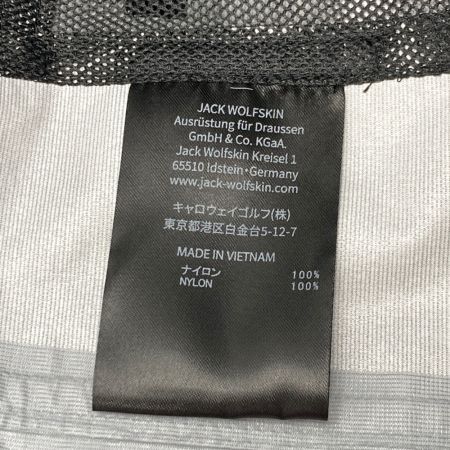 JACK WOLFSKIN
Ausrüstung für Draussen
GmbH & Co. KGaA.
Jack Wolfskin Kreisel 1
65510 Idstein・Germany
www.jack-wolfskin.com
キャロウェイゴルフ(株)
東京都港区白金台5-12-7
MADE IN VIETNAM
ナイロン 100%
NYLON 100%